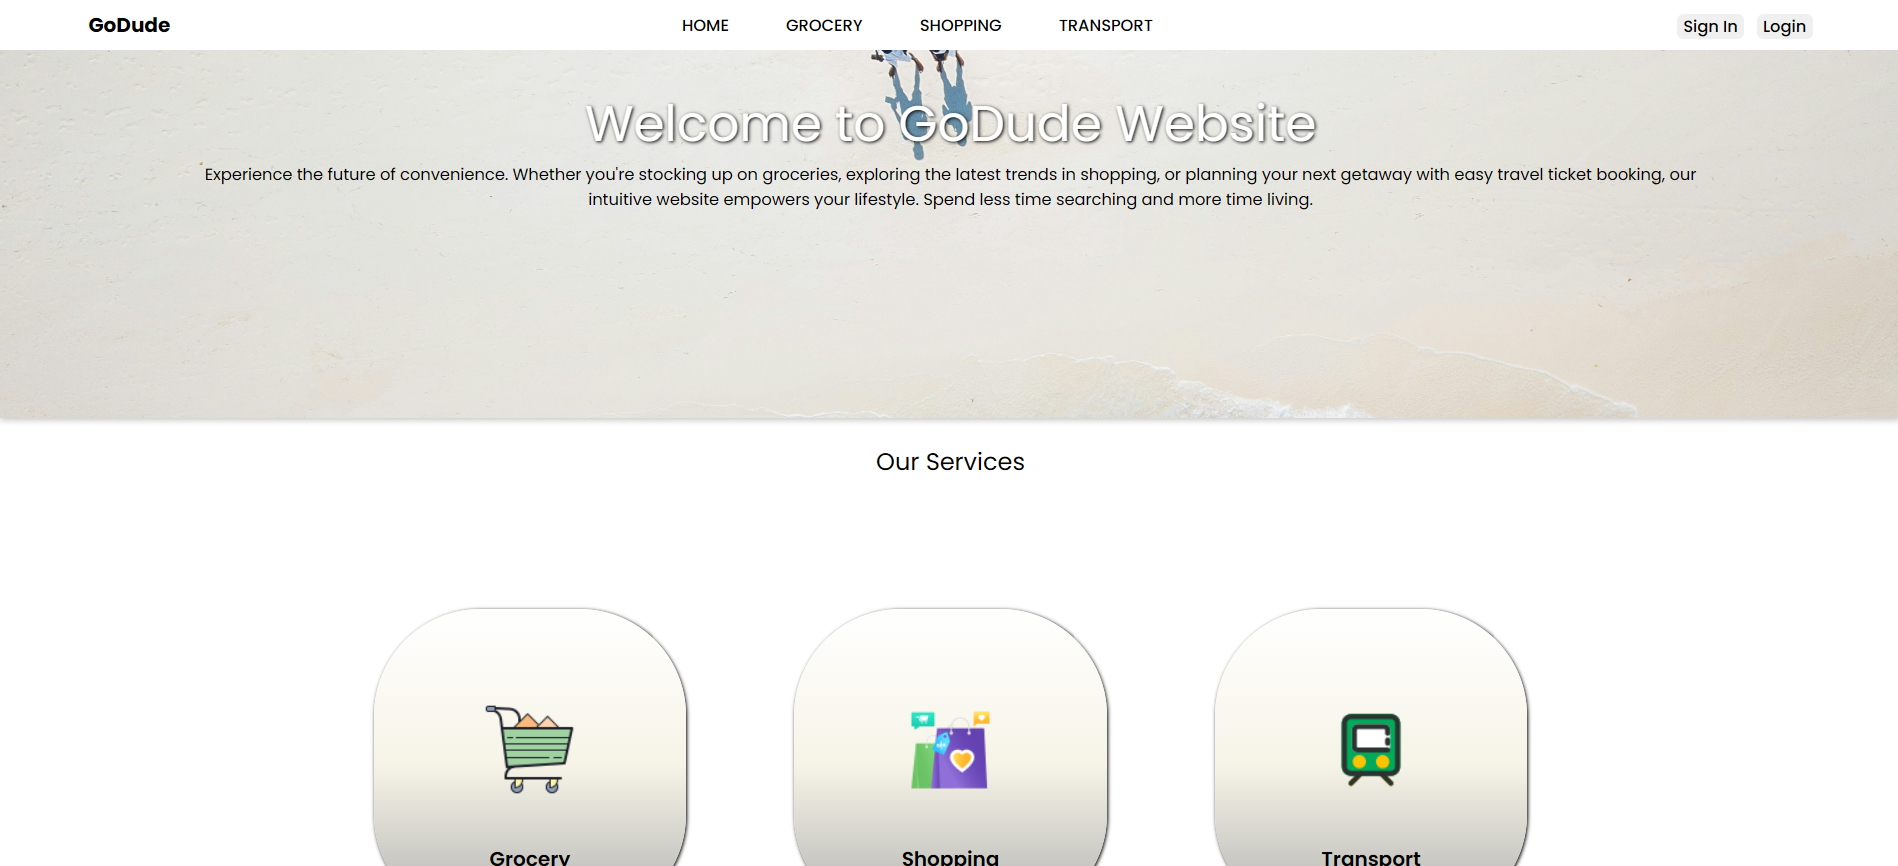 GoDude
HOME GROCERY SHOPPING TRANSPORT
Sign In Login
Welcome to GoDude Website
Experience the future of convenience. Whether you're stocking up on groceries, exploring the latest trends in shopping, or planning your next getaway with easy travel ticket booking, our
intuitive website empowers your lifestyle. Spend less time searching and more time living.
Our Services
Grocery
Shopping
Transport